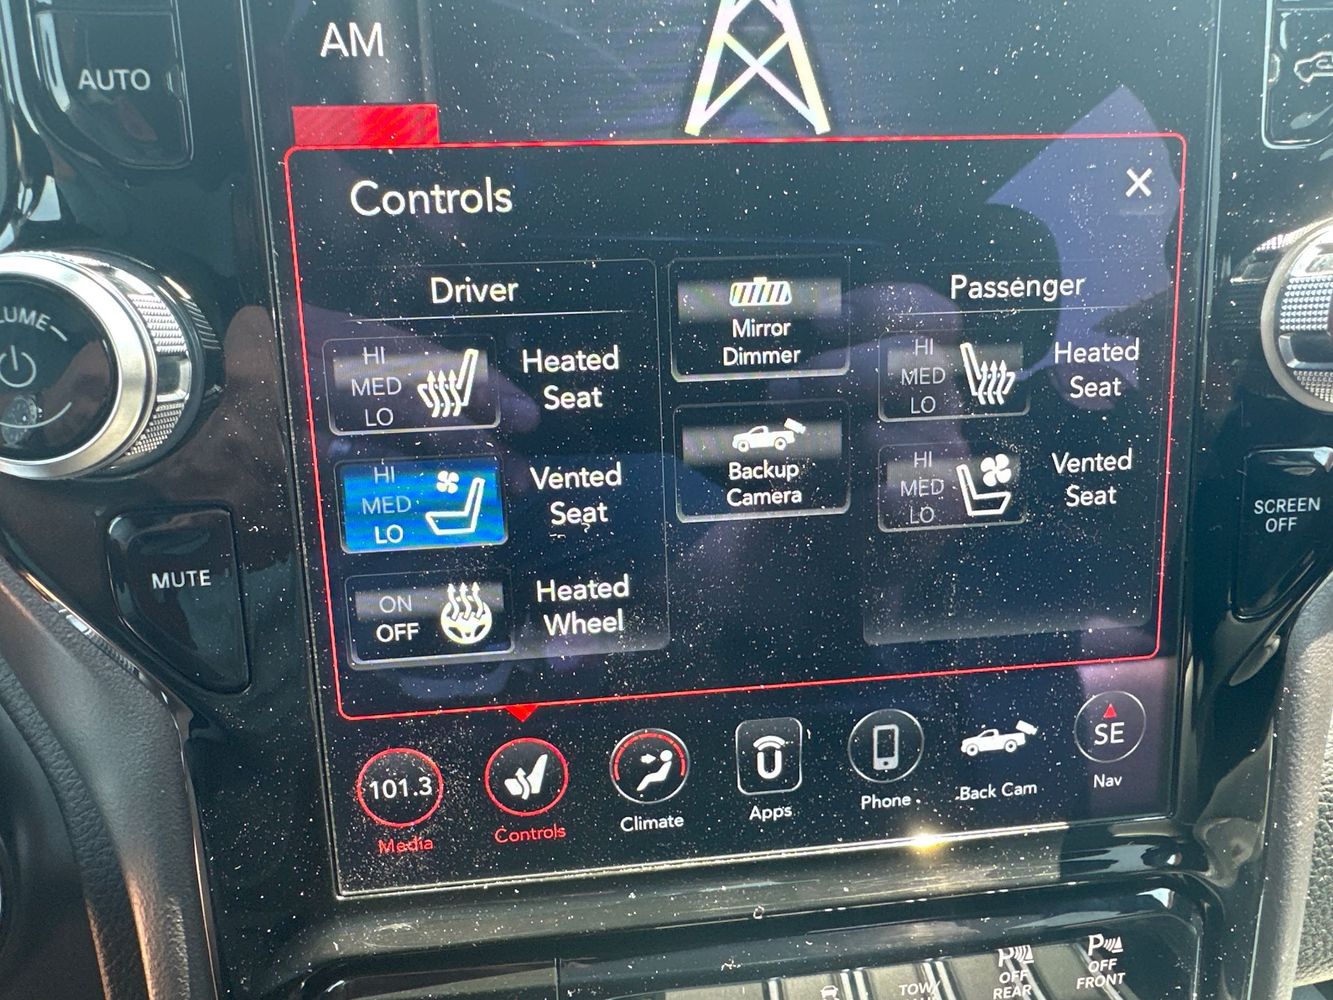 AM
AUTO
Controls
Driver
HI
MED
LO
Heated
Seat
HI
MED
LO
Vented
Seat
ON
OFF
Heated
Wheel
Mirror
Dimmer
Backup
Camera
Passenger
HI
MED
LO
Heated
Seat
HI
MED
LO
Vented
Seat
MUTE
SCREEN
OFF
101.3
Media
Controls
Climate
Apps
Phone
Back Cam
SE
Nav
OFF
REAR
P
OFF
FRONT
TOW/